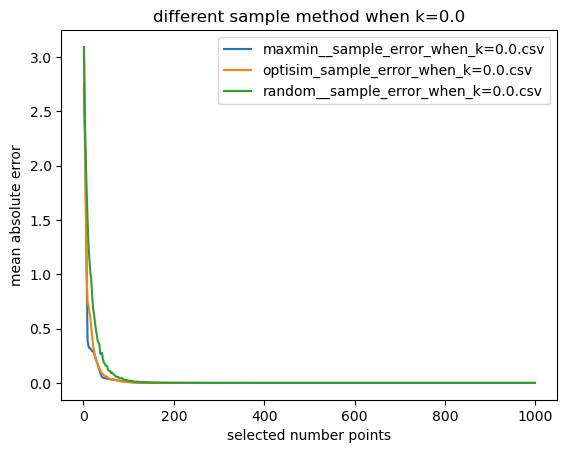 different sample method when k=0.0
maxmin__sample_error_when_k=0.0.csv
optisim_sample_error_when_k=0.0.csv
random__sample_error_when_k=0.0.csv
mean absolute error
3.0
2.5
2.0
1.5
1.0
0.5
0.0
0
200
400
600
800
1000
selected number points